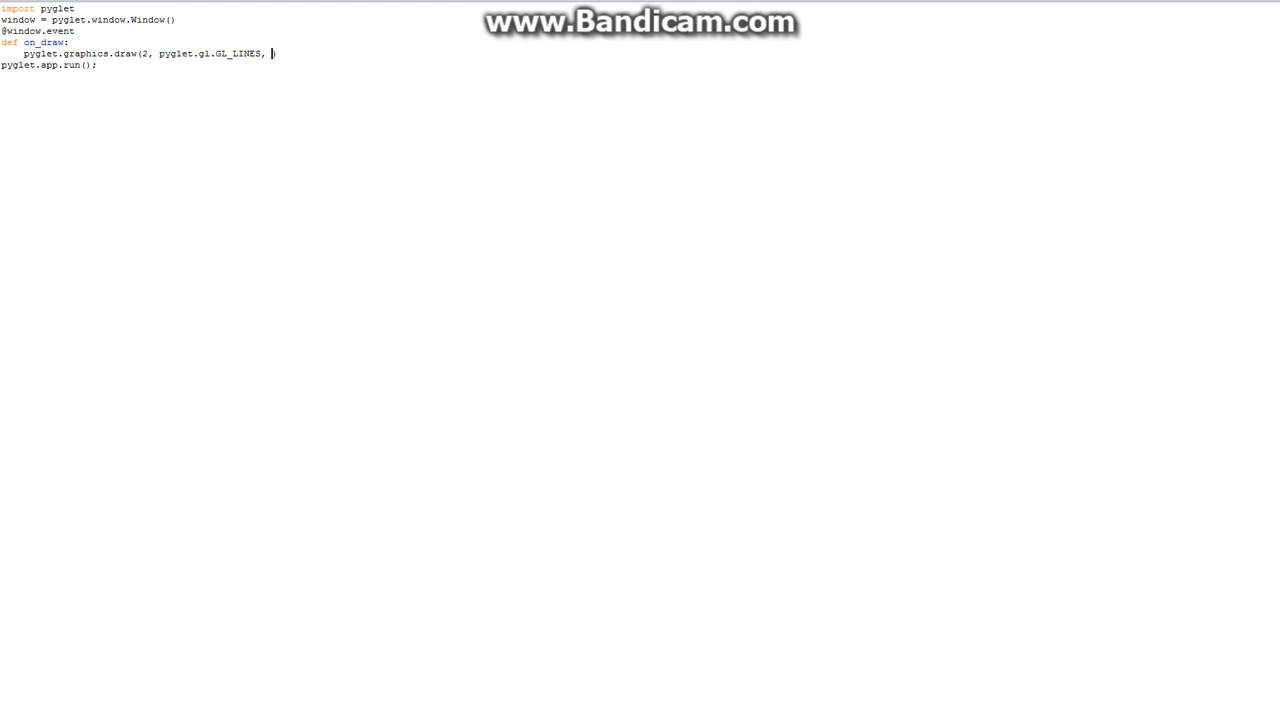 www.Bandicam.com
import pyglet
window = pyglet.window.Window()
@window.event
def on_draw:
    pyglet.graphics.draw(2, pyglet.gl.GL_LINES, )
pyglet.app.run();